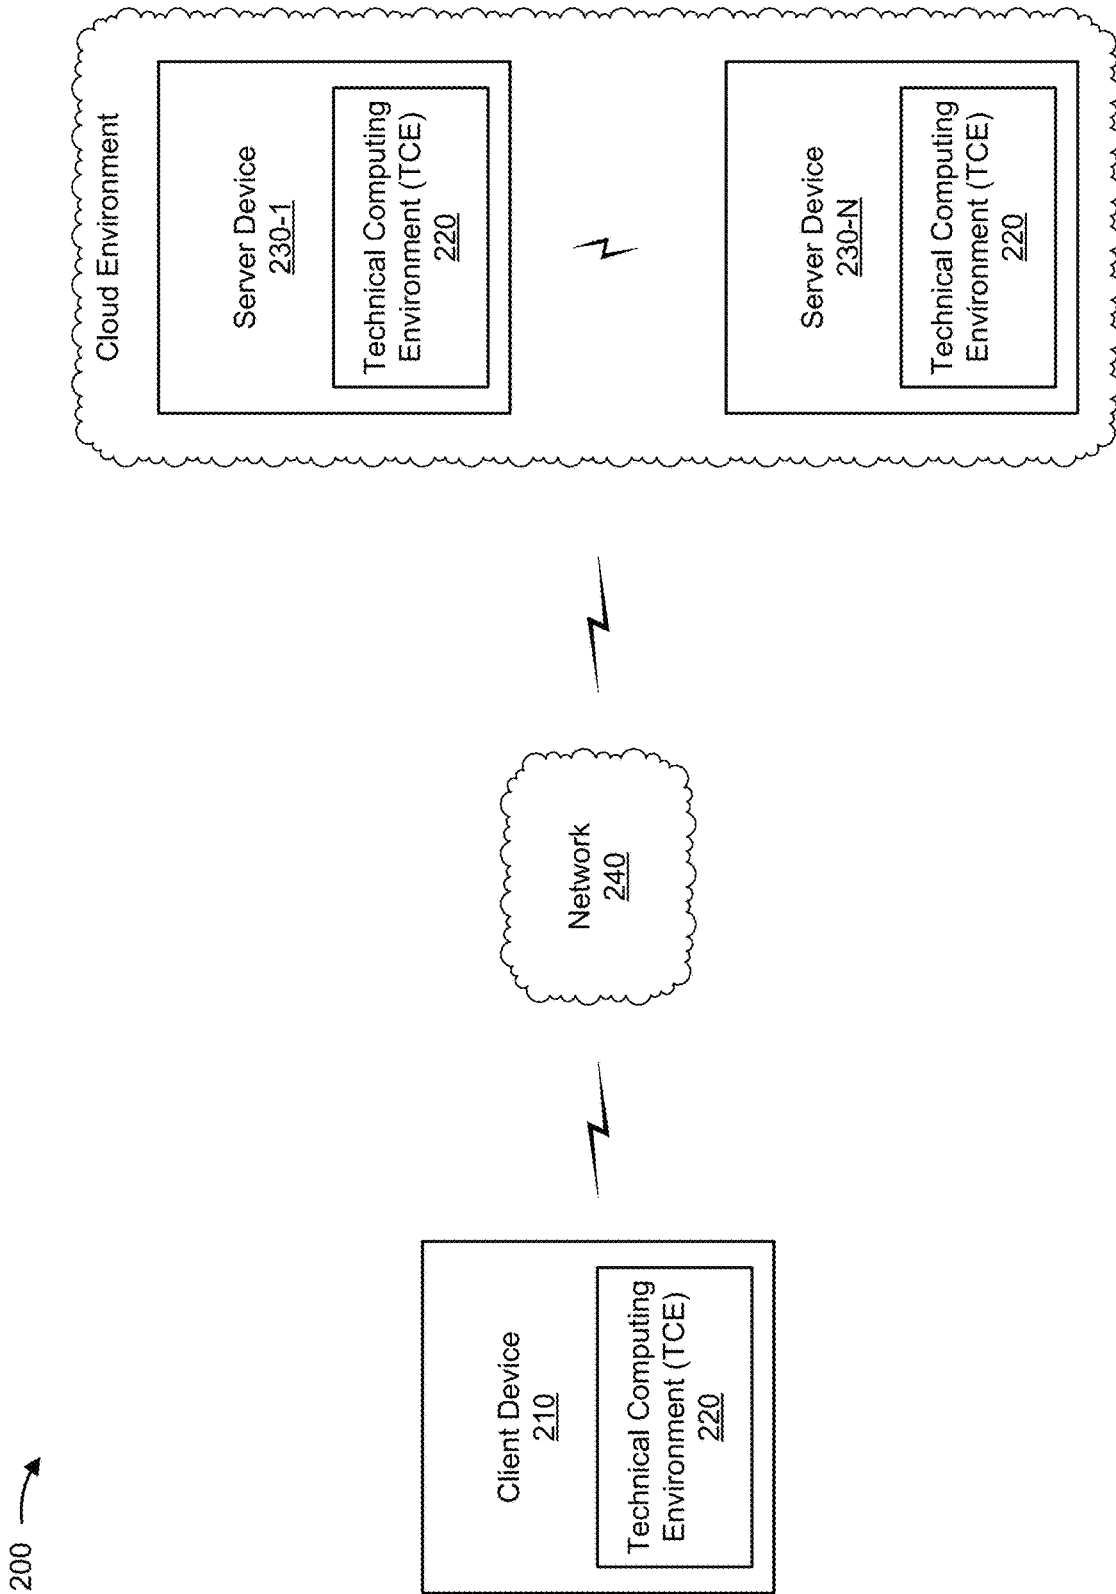 200
Client Device
210
Technical Computing
Environment (TCE)
220
Network
240
Cloud Environment
Server Device
230-1
Technical Computing
Environment (TCE)
220
Server Device
230-N
Technical Computing
Environment (TCE)
220